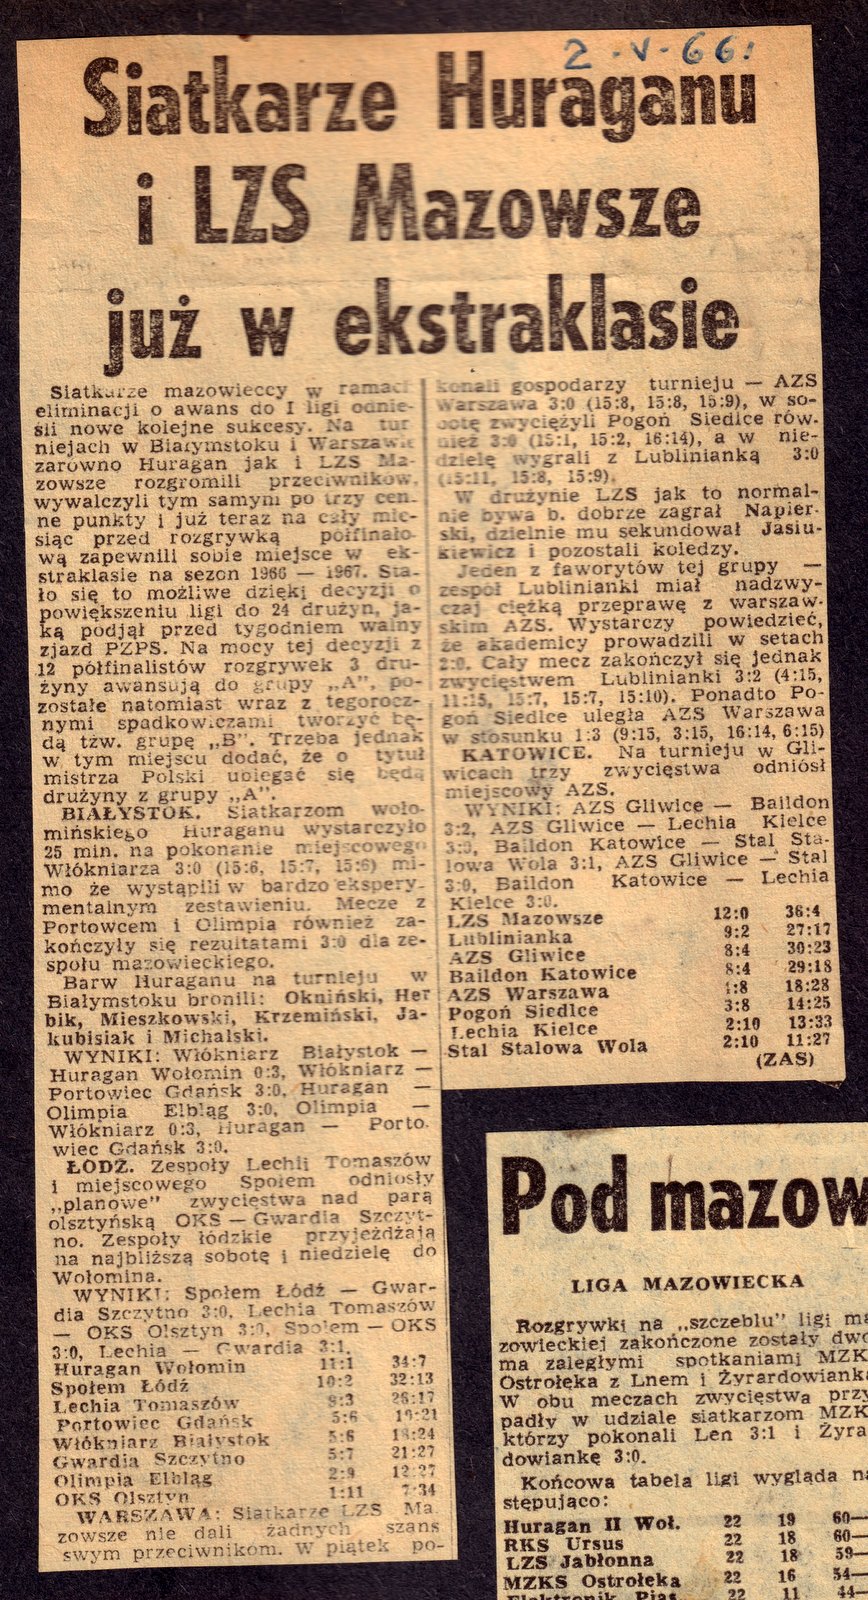 2-V-66!
Siatkarze Huraganu
i LZS Mazowsze
już w ekstraklasie
Siatkarze mazowieccy w ramach
eliminacji o awans do I ligi odnie-
śli nowe kolejne sukcesy. Na tur
niejach w Białymstoku i Warszawie
zarówno Huragan jak i LZS Ma-
zowsze rozgromili przeciwników,
wywalczyli tym samym po trzy cen-
ne punkty i już teraz na cały mie-
siąc przed rozgrywką półfinało-
wą zapewnili sobie miejsce w ek-
straklasie na sezon 1966 — 1967. Sta-
ło się to możliwe dzięki decyzji o
powiększeniu ligi do 24 drużyn, ja-
ką podjął przed tygodniem walny
zjazd PZPS. Na mocy tej decyzji z
12 półfinalistów rozgrywek 3 dru-
żyny awansują do grupy „A”, po-
zostałe natomiast wraz z tegorocz-
nymi spadkowiczami tworzyć bę-
dą tzw. grupę „B”. Trzeba jednak
w tym miejscu dodać, że o tytuł
mistrza Polski ubiegać się będą
drużyny z grupy „A”.
BIAŁYSTOK. Siatkarzom woło-
mińskiego Huraganu wystarczyło
25 min. na pokonanie miejscowego
Włókniarza 3:0 (15:6, 15:7, 15:6) mi-
mo że wystąpili w bardzo ekspery-
mentalnym zestawieniu. Mecze z
Portowcem i Olimpia również za-
kończyły się rezultatami 3:0 dla ze-
społu mazowieckiego.
Barw Huraganu na turnieju w
Białymstoku bronili: Okniński, Her
bik, Mieszkowski, Krzemiński, Ja-
kubisiak i Michalski.
WYNIKI: Włókniarz Białystok —
Huragan Wołomin 0:3, Włókniarz —
Portowiec Gdańsk 3:0, Huragan —
Olimpia Elbląg 3:0, Olimpia —
Włókniarz 0:3, Huragan — Porto-
wiec Gdańsk 3:0.
ŁÓDŹ. Zespoły Lechii Tomaszów
i miejscowego Społem odniosły
„planowe” zwycięstwa nad parą
olsztyńską OKS — Gwardia Szczyt-
no. Zespoły łódzkie przyjeżdżają
na najbliższą sobotę i niedzielę do
Wołomina.
WYNIKI: Społem Łódź — Gwar-
dia Szczytno 3:0, Lechia Tomaszów
— OKS Olsztyn 3:0, Społem — OKS
3:0, Lechia — Gwardia 3:1.
Huragan Wołomin 11:1 34:7
Społem Łódź 10:2 32:13
Lechia Tomaszów 9:3 28:17
Portowiec Gdańsk 5:6 19:21
Włókniarz Białystok 5:6 18:24
Gwardia Szczytno 5:7 21:27
Olimpia Elbląg 2:9 12:27
OKS Olsztyn 1:11 7:34
WARSZAWA: Siatkarze LZS Ma
zowsze nie dali żadnych szans
swym przeciwnikom. W piątek po-
konali gospodarzy turnieju — AZS
Warszawa 3:0 (15:8, 15:8, 15:9), w so-
botę zwyciężyli Pogoń Siedlce rów-
nież 3:0 (15:1, 15:2, 16:14), a w nie-
dzielę wygrali z Lublinianką 3:0
(15:11, 15:8, 15:9).
W drużynie LZS jak to normal-
nie bywa b. dobrze zagrał Napier-
ski, dzielnie mu sekundował Jasiu-
kiewicz i pozostali koledzy.
Jeden z faworytów tej grupy —
zespół Lublinianki miał nadzwy-
czaj ciężką przeprawę z warszaw-
skim AZS. Wystarczy powiedzieć,
że akademicy prowadzili w setach
2:0. Cały mecz zakończył się jednak
zwycięstwem Lublinianki 3:2 (4:15,
11:15, 15:7, 15:7, 15:10). Ponadto Po-
goń Siedlce uległa AZS Warszawa
w stosunku 1:3 (9:15, 3:15, 16:14, 6:15)
KATOWICE. Na turnieju w Gli-
wicach trzy zwycięstwa odniósł
miejscowy AZS.
WYNIKI: AZS Gliwice — Baildon
3:2, AZS Gliwice — Lechia Kielce
3:0, Baildon Katowice — Stal Sta-
lowa Wola 3:1, AZS Gliwice — Stal
3:0, Baildon Katowice — Lechia
Kielce 3:0.
LZS Mazowsze 12:0 36:4
Lublinianka 9:2 27:17
AZS Gliwice 8:4 30:23
Baildon Katowice 8:4 29:18
AZS Warszawa :8 18:28
Pogoń Siedlce 3:8 14:25
Lechia Kielce 2:10 13:33
Stal Stalowa Wola 2:10 11:27
(ZAS)
Pod mazow
LIGA MAZOWIECKA
Rozgrywki na „szczeblu” ligi ma
zowieckiej zakończone zostały dwo
ma zaległymi spotkaniami MZK
Ostrołęka z Lnem i Żyrardowianką
W obu meczach zwycięstwa przy
padły w udziale siatkarzom MZK
którzy pokonali Len 3:1 i Żyra
dowiankę 3:0.
Końcowa tabela ligi wygląda na
stępująco:
Huragan II Woł. 22 19 60—
RKS Ursus 22 18 60—
LZS Jabłonna 22 18 59—
MZKS Ostrołęka 22 16 54—
Elektronik Pias. 22 11 44—